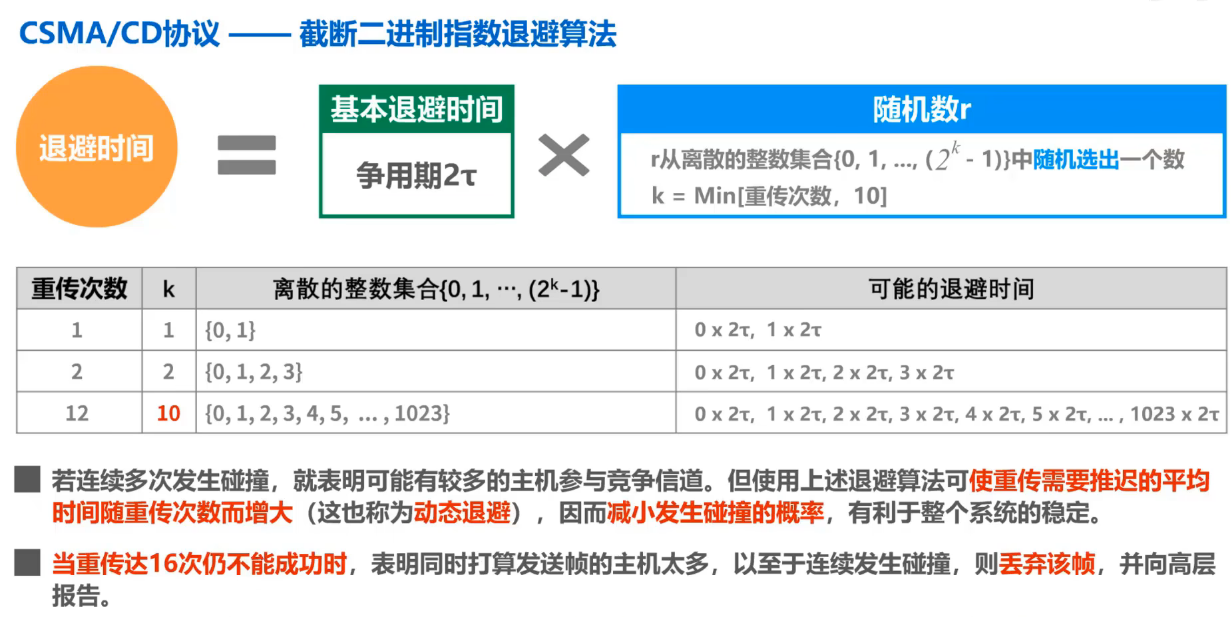 CSMA/CD协议 —— 截断二进制指数退避算法
退避时间
基本退避时间
争用期2τ
随机数r
r从离散的整数集合{0, 1, ..., (2^k - 1)}中随机选出一个数
k = Min[重传次数，10]
重传次数 k 离散的整数集合{0, 1, ⋯, (2ᵏ-1)} 可能的退避时间
1 1 {0, 1} 0 x 2τ, 1 x 2τ
2 2 {0, 1, 2, 3} 0 x 2τ, 1 x 2τ, 2 x 2τ, 3 x 2τ
12 10 {0, 1, 2, 3, 4, 5, ... , 1023} 0 x 2τ, 1 x 2τ, 2 x 2τ, 3 x 2τ, 4 x 2τ, 5 x 2τ, ... , 1023 x 2τ
若连续多次发生碰撞，就表明可能有较多的主机参与竞争信道。但使用上述退避算法可使重传需要推迟的平均
时间随重传次数而增大（这也称为动态退避），因而减小发生碰撞的概率，有利于整个系统的稳定。
当重传达16次仍不能成功时，表明同时打算发送帧的主机太多，以至于连续发生碰撞，则丢弃该帧，并向高层
报告。